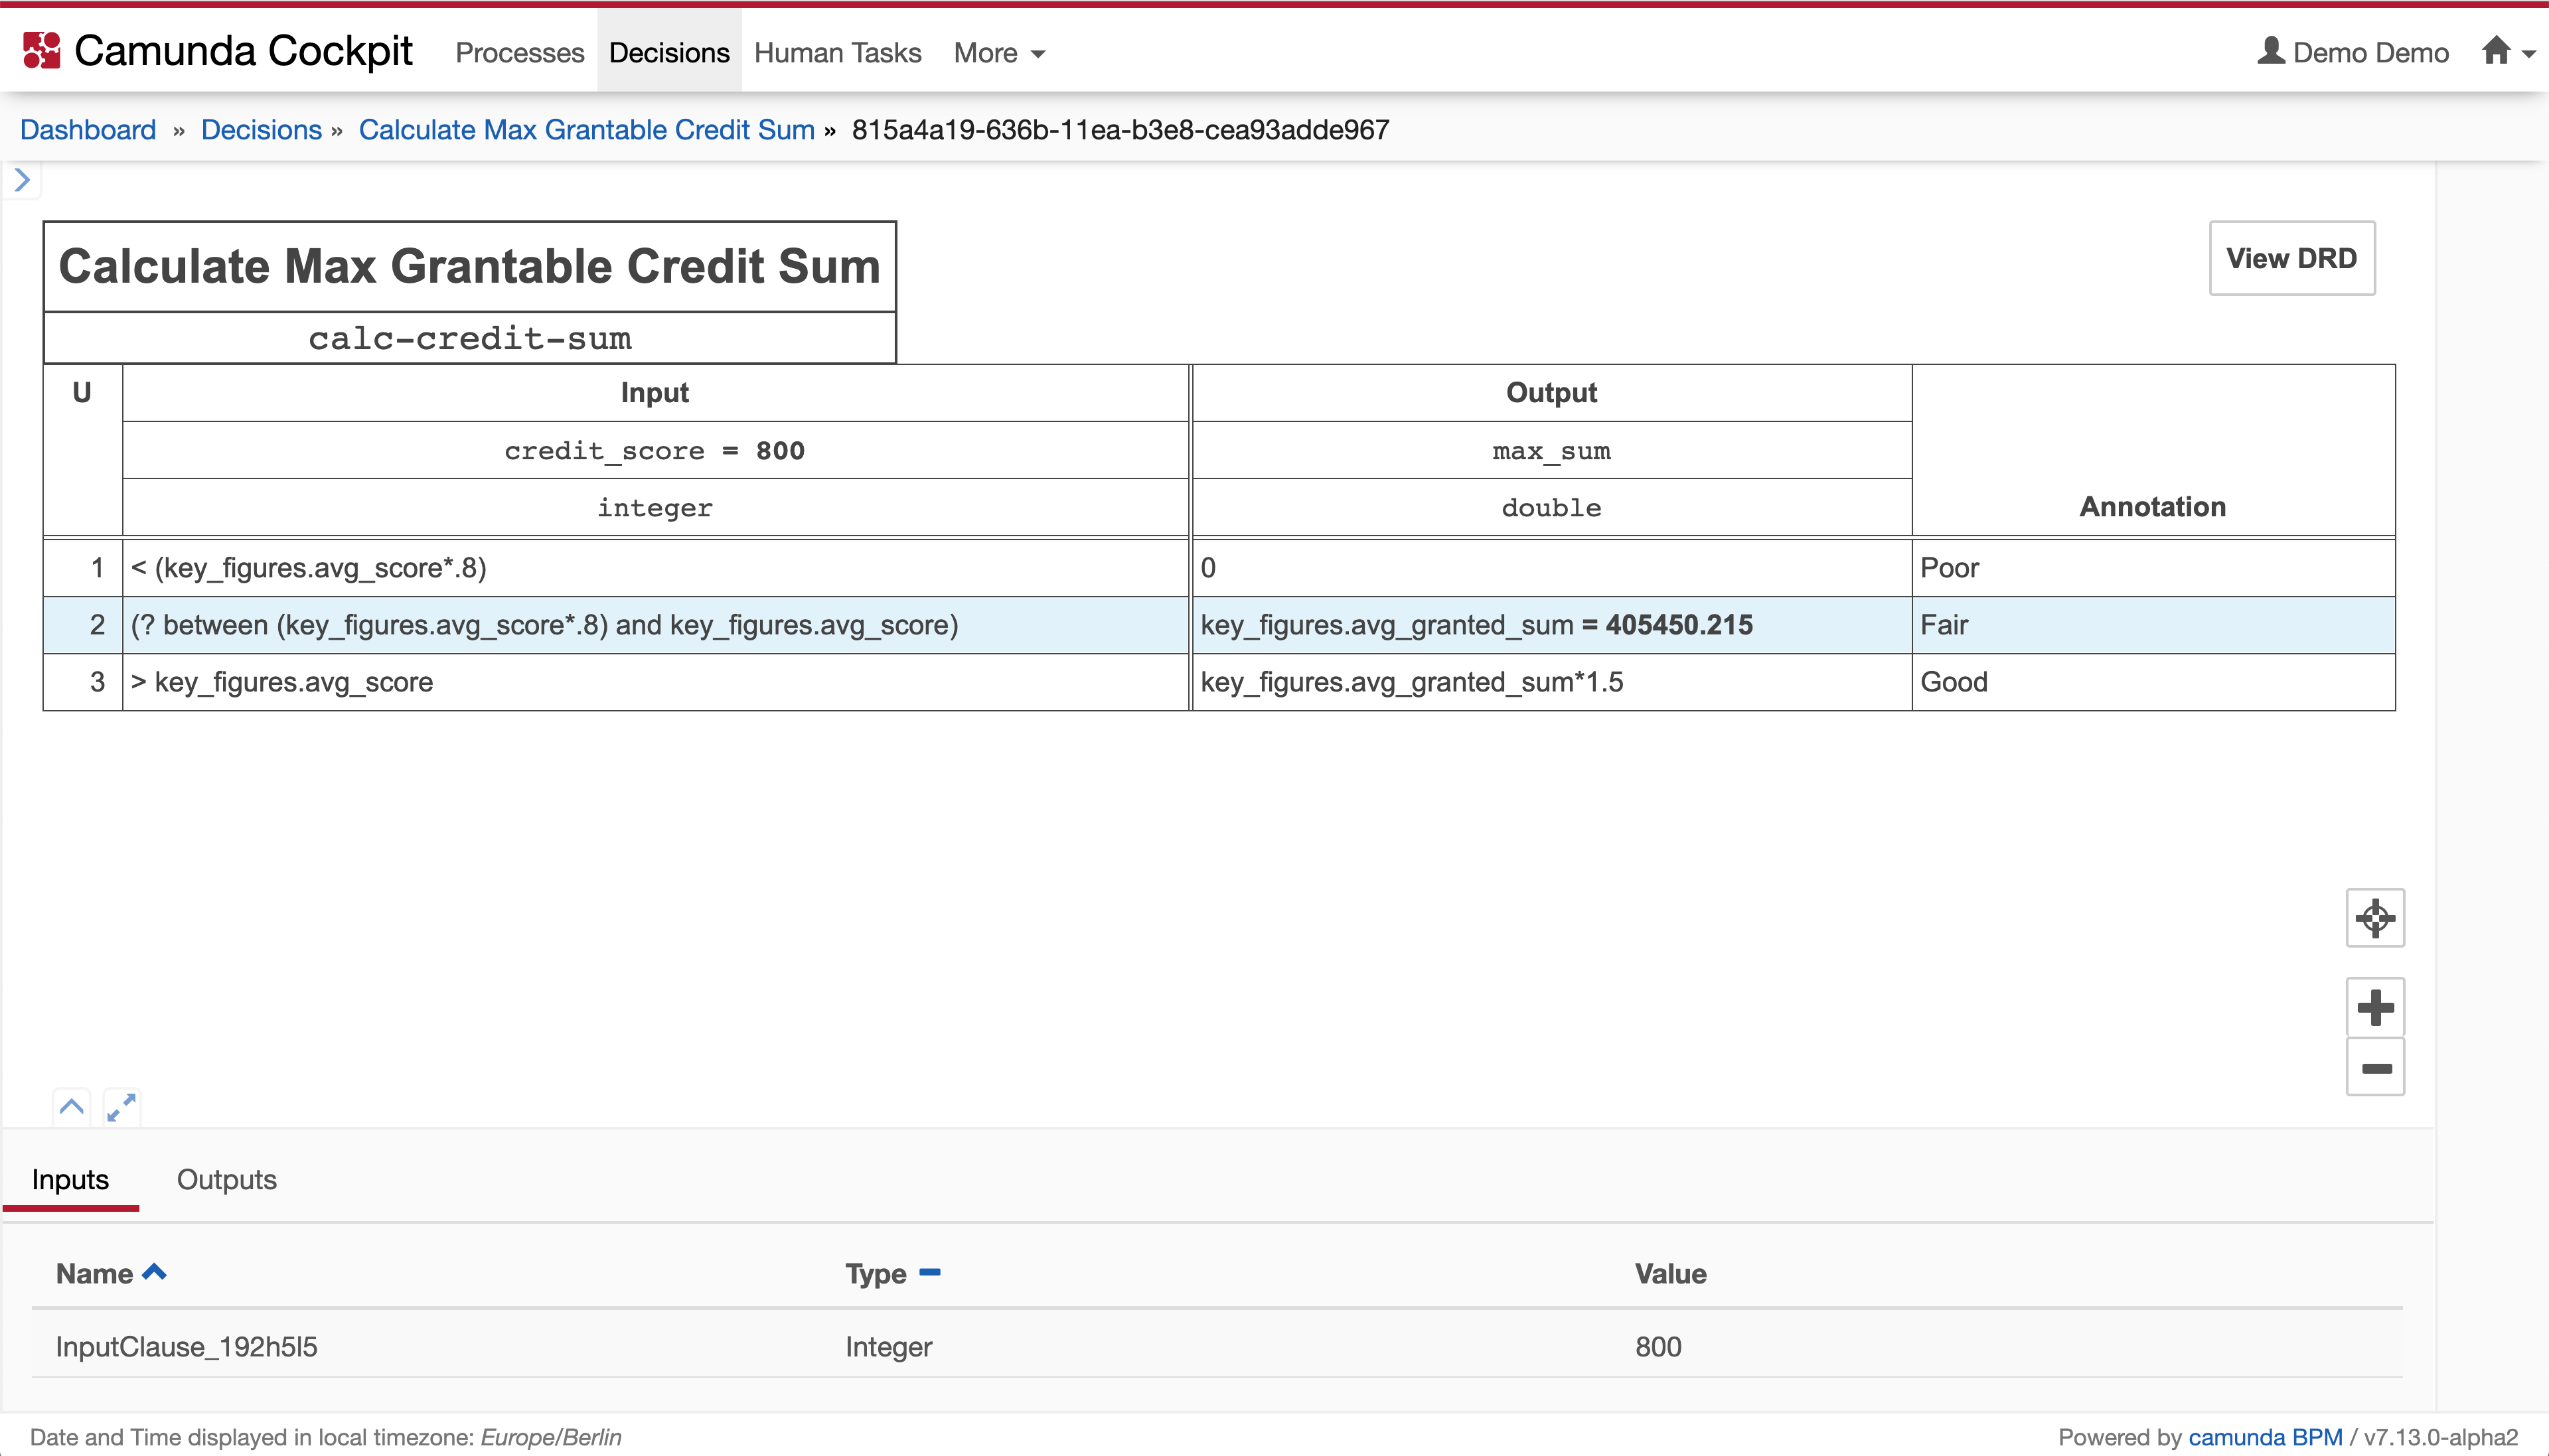 Camunda Cockpit Processes Decisions Human Tasks More Demo Demo
Dashboard » Decisions » Calculate Max Grantable Credit Sum » 815a4a19-636b-11ea-b3e8-cea93adde967
Calculate Max Grantable Credit Sum
View DRD
calc-credit-sum
U Input Output
credit_score = 800 max_sum
integer double Annotation
1 < (key_figures.avg_score*.8) 0 Poor
2 (? between (key_figures.avg_score*.8) and key_figures.avg_score) key_figures.avg_granted_sum = 405450.215 Fair
3 > key_figures.avg_score key_figures.avg_granted_sum*1.5 Good
Inputs Outputs
Name Type Value
InputClause_192h5l5 Integer 800
Date and Time displayed in local timezone: Europe/Berlin Powered by camunda BPM / v7.13.0-alpha2